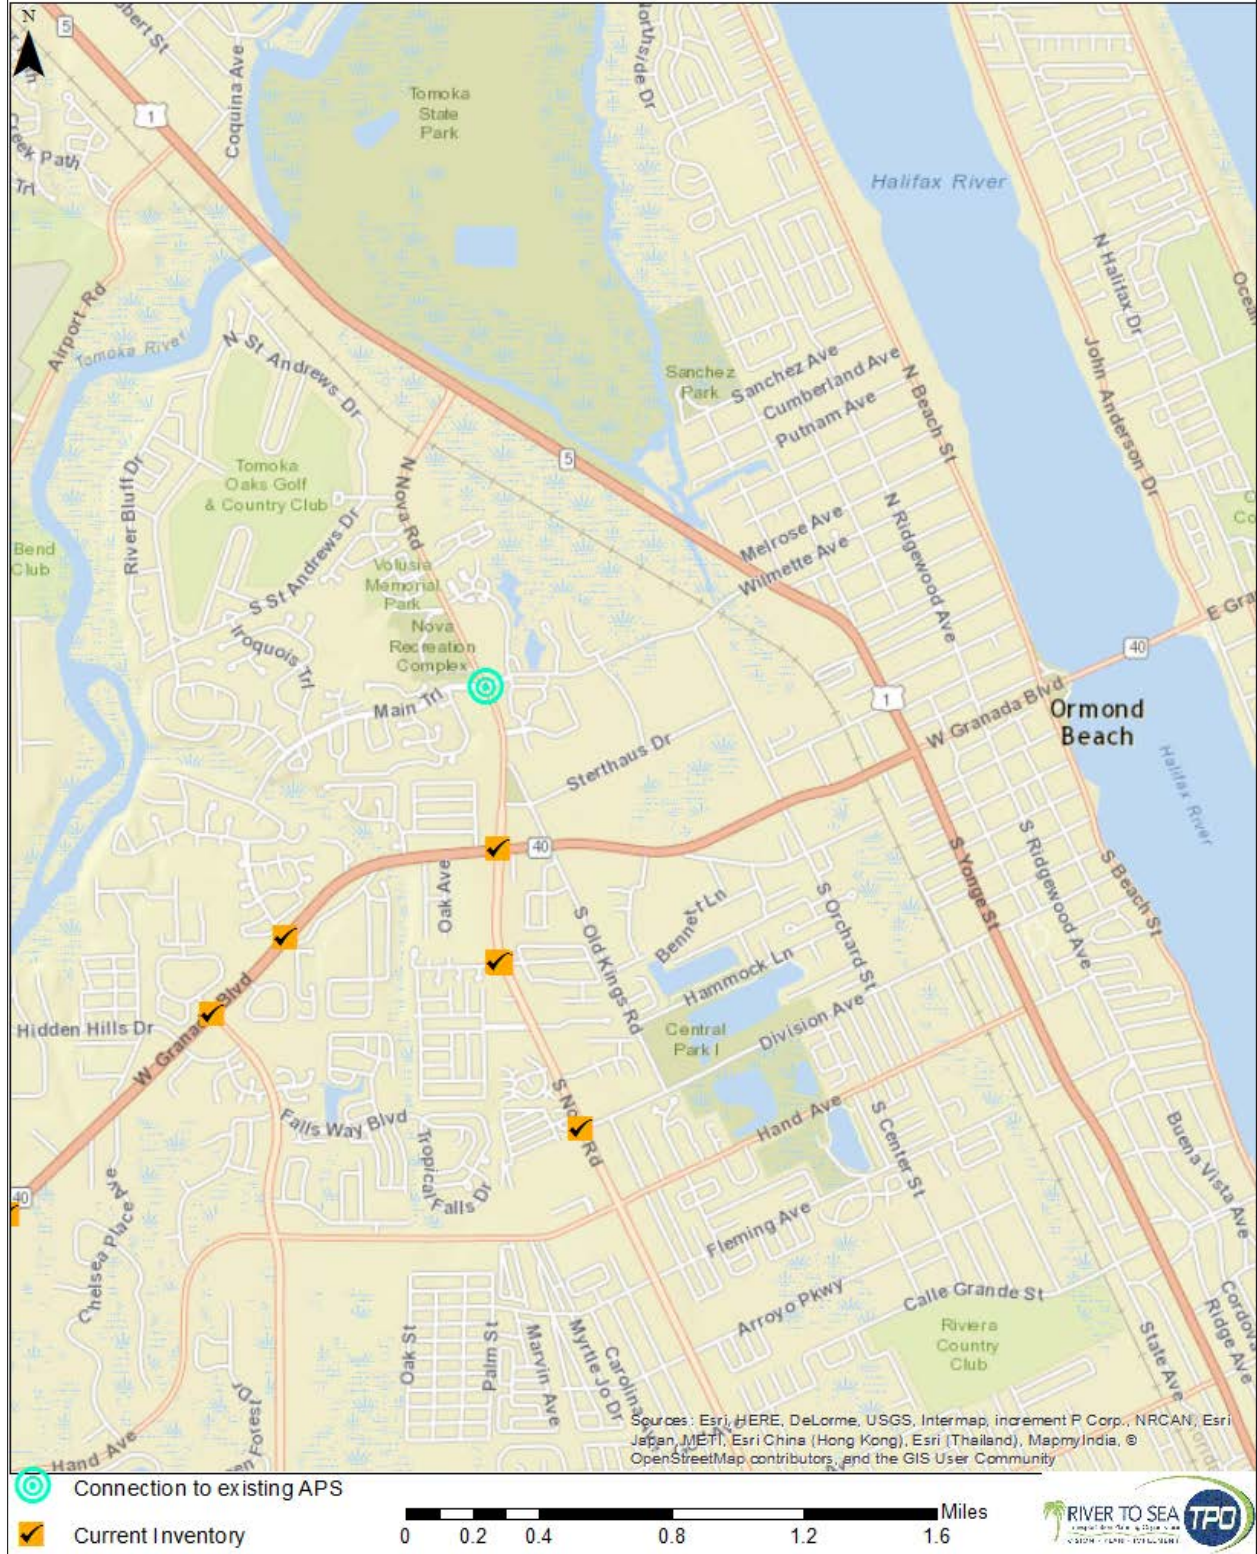 N
5
bert St
Coquina Ave
Northside Dr
1
Creek Path
Trl
Tomoka
State
Park
Halifax River
N Halifax Dr
Airport Rd
Tomoka River
N St Andrews Dr
Sanchez
Park
Sanchez Ave
Cumberland Ave
Putnam Ave
N Beach St
John Anderson Dr
Tomoka
Oaks Golf
& Country Club
River Bluff Dr
N Nova Rd
5
Melrose Ave
Wilmette Ave
N Ridgewood Ave
Bend
Club
S St Andrews Dr
Volusia
Memorial
Park
Nova
Recreation
Complex
Iroquois Trl
Main Trl
E Gra
40
1
W Granada Blvd
Ormond
Beach
Sterthaus Dr
Halifax River
40
Oak Ave
S Yonge St
S Ridgewood Ave
S Beach St
Bennett Ln
S Old Kings Rd
S Orchard St
Hammock Ln
Hidden Hills Dr
W Grana Blvd
Central
Park I
Division Ave
Falls Way Blvd
S No Rd
Hand Ave
S Center St
Buena Vista Ave
Tropical Falls Dr
40
Chelsea Place Ave
Fleming Ave
Arroyo Pkwy
Calle Grande St
Oak St
Palm St
Marvin Ave
Myrtle Jo Dr
Carolina
Riviera
Country
Club
State Ave
Ridge Ave
Cordova
Forest
Dr
Hand Ave
Sources: Esri, HERE, DeLorme, USGS, Intermap, increment P Corp., NRCAN, Esri
Japan, METI, Esri China (Hong Kong), Esri (Thailand), MapmyIndia, ©
OpenStreetMap contributors, and the GIS User Community
Connection to existing APS
Current Inventory
0 0.2 0.4 0.8 1.2 1.6
Miles
RIVER TO SEA
TPO